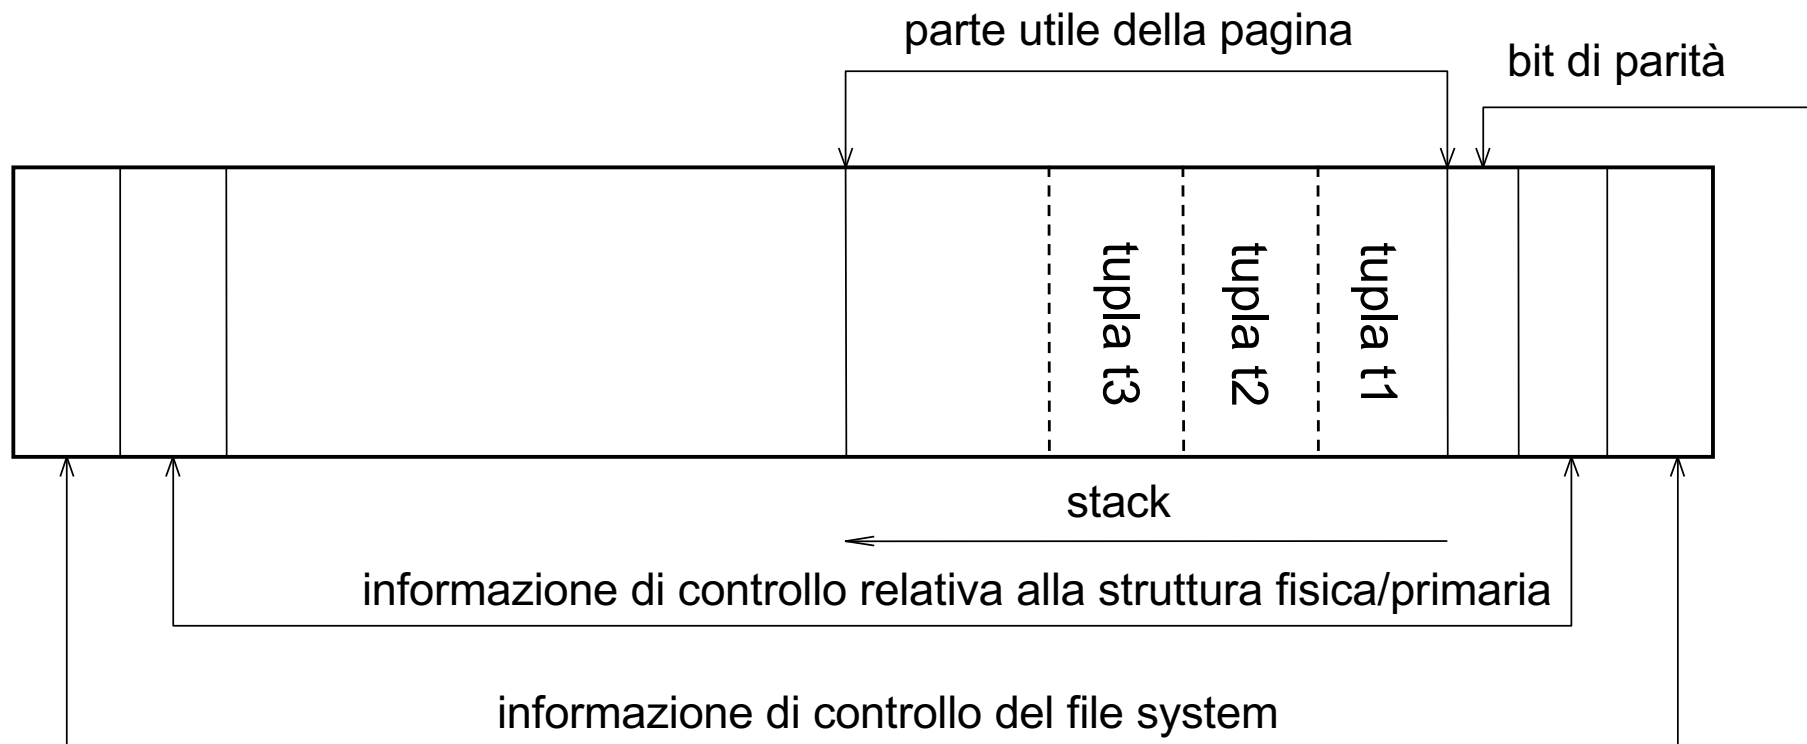 parte utile della pagina
bit di parità
tupla t3
tupla t2
tupla t1
stack
informazione di controllo relativa alla struttura fisica/primaria
informazione di controllo del file system